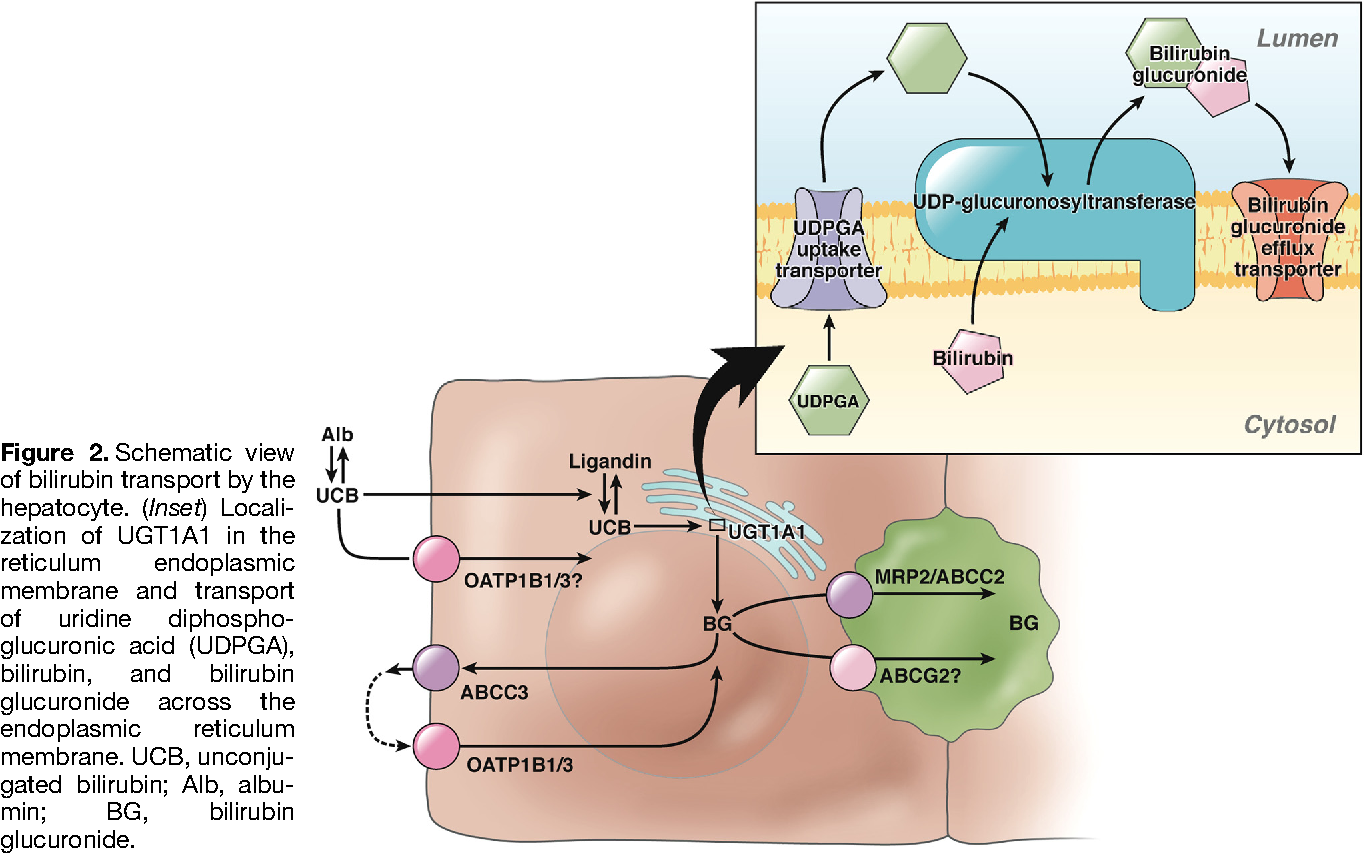 Lumen
Bilirubin
glucuronide
UDP-glucuronosyltransferase
UDPGA
uptake
transporter
Bilirubin
glucuronide
efflux
transporter
Bilirubin
UDPGA
Cytosol
Figure 2. Schematic view
of bilirubin transport by the
hepatocyte. (Inset) Locali-
zation of UGT1A1 in the
reticulum endoplasmic
membrane and transport
of uridine diphospho-
glucuronic acid (UDPGA),
bilirubin, and bilirubin
glucuronide across the
endoplasmic reticulum
membrane. UCB, unconju-
gated bilirubin; Alb, albu-
min; BG, bilirubin
glucuronide.
Alb
UCB
Ligandin
UCB
UGT1A1
OATP1B1/3?
MRP2/ABCC2
BG
BG
ABCG2?
ABCC3
OATP1B1/3